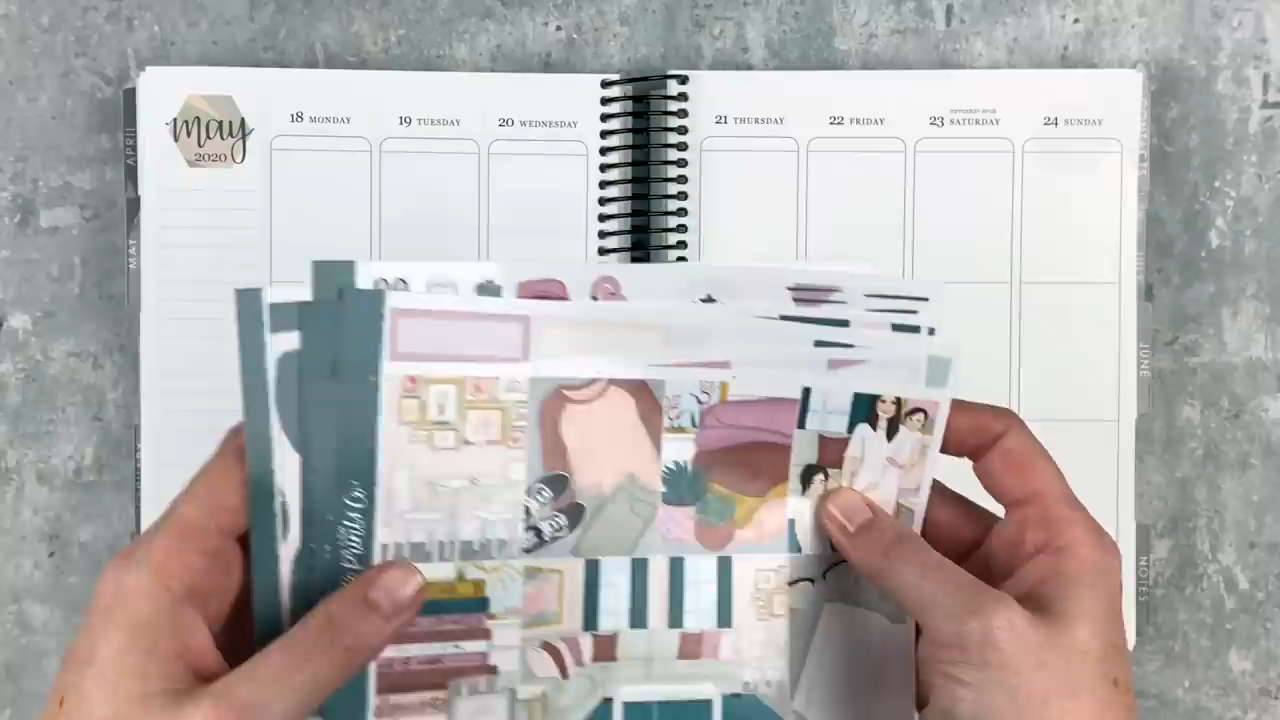 may
2020
18 MONDAY
19 TUESDAY
20 WEDNESDAY
21 THURSDAY
22 FRIDAY
ramadan ends
23 SATURDAY
24 SUNDAY
APRIL
MAY
JUNE
NOTES